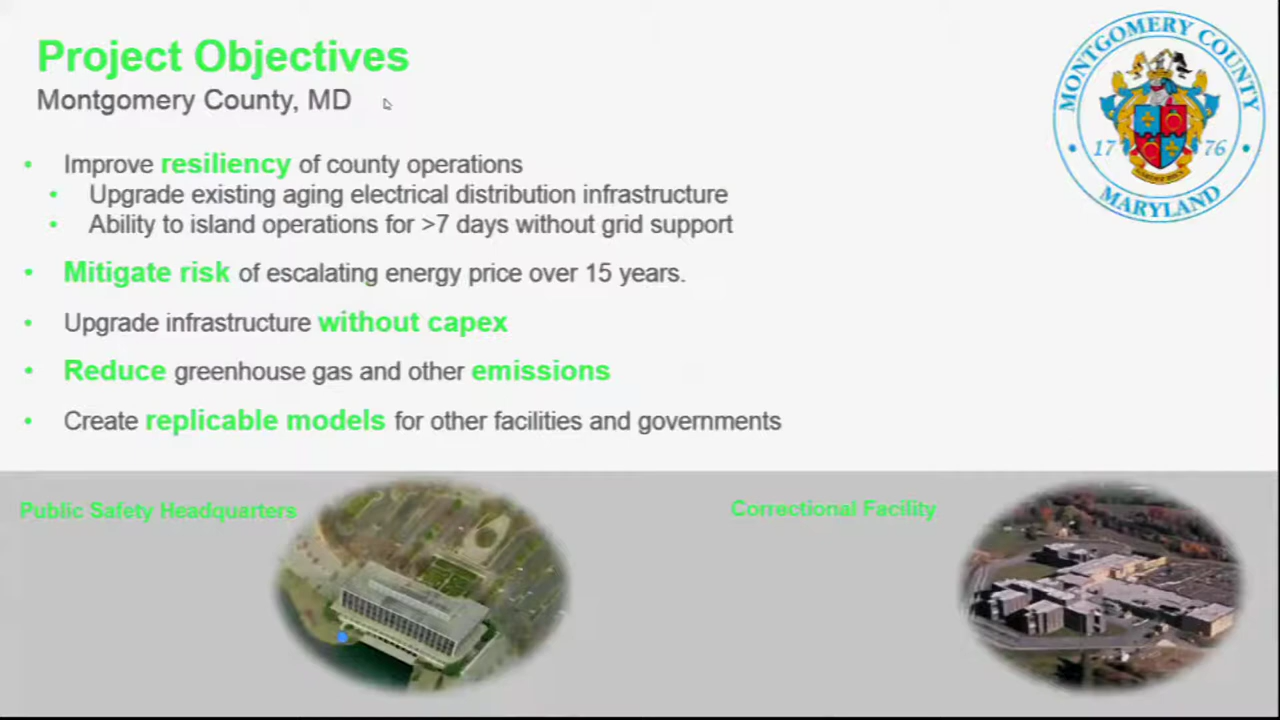 Project Objectives
Montgomery County, MD
• Improve resiliency of county operations
• Upgrade existing aging electrical distribution infrastructure
• Ability to island operations for >7 days without grid support
• Mitigate risk of escalating energy price over 15 years.
• Upgrade infrastructure without capex
• Reduce greenhouse gas and other emissions
• Create replicable models for other facilities and governments
MONTGOMERY COUNTY
17 76
MARYLAND
Public Safety Headquarters
Correctional Facility